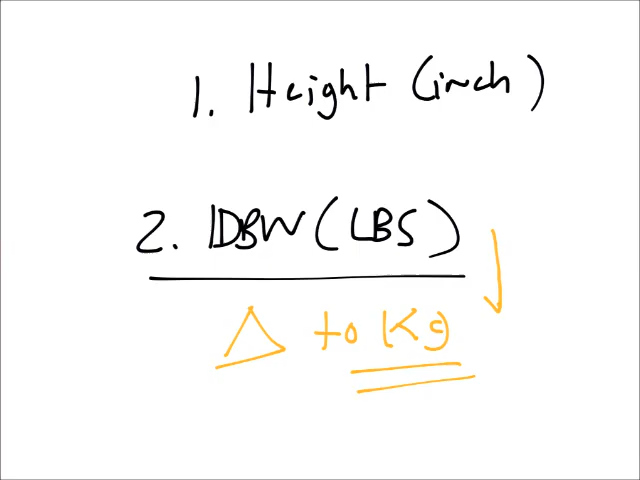 1. Height (inch)
2. IDBW (LBS)
Δ to Kg